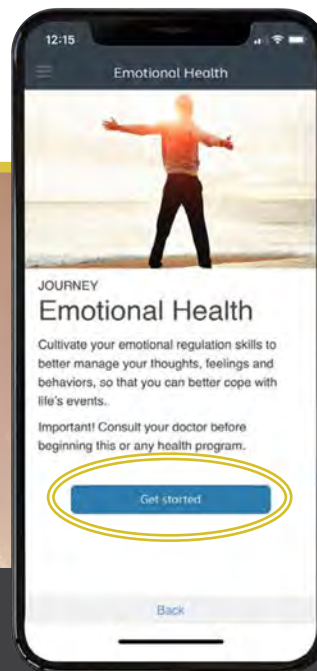 12:15
Emotional Health
JOURNEY
Emotional Health
Cultivate your emotional regulation skills to
better manage your thoughts, feelings and
behaviors, so that you can better cope with
life's events.
Important! Consult your doctor before
beginning this or any health program.
Get started
Back